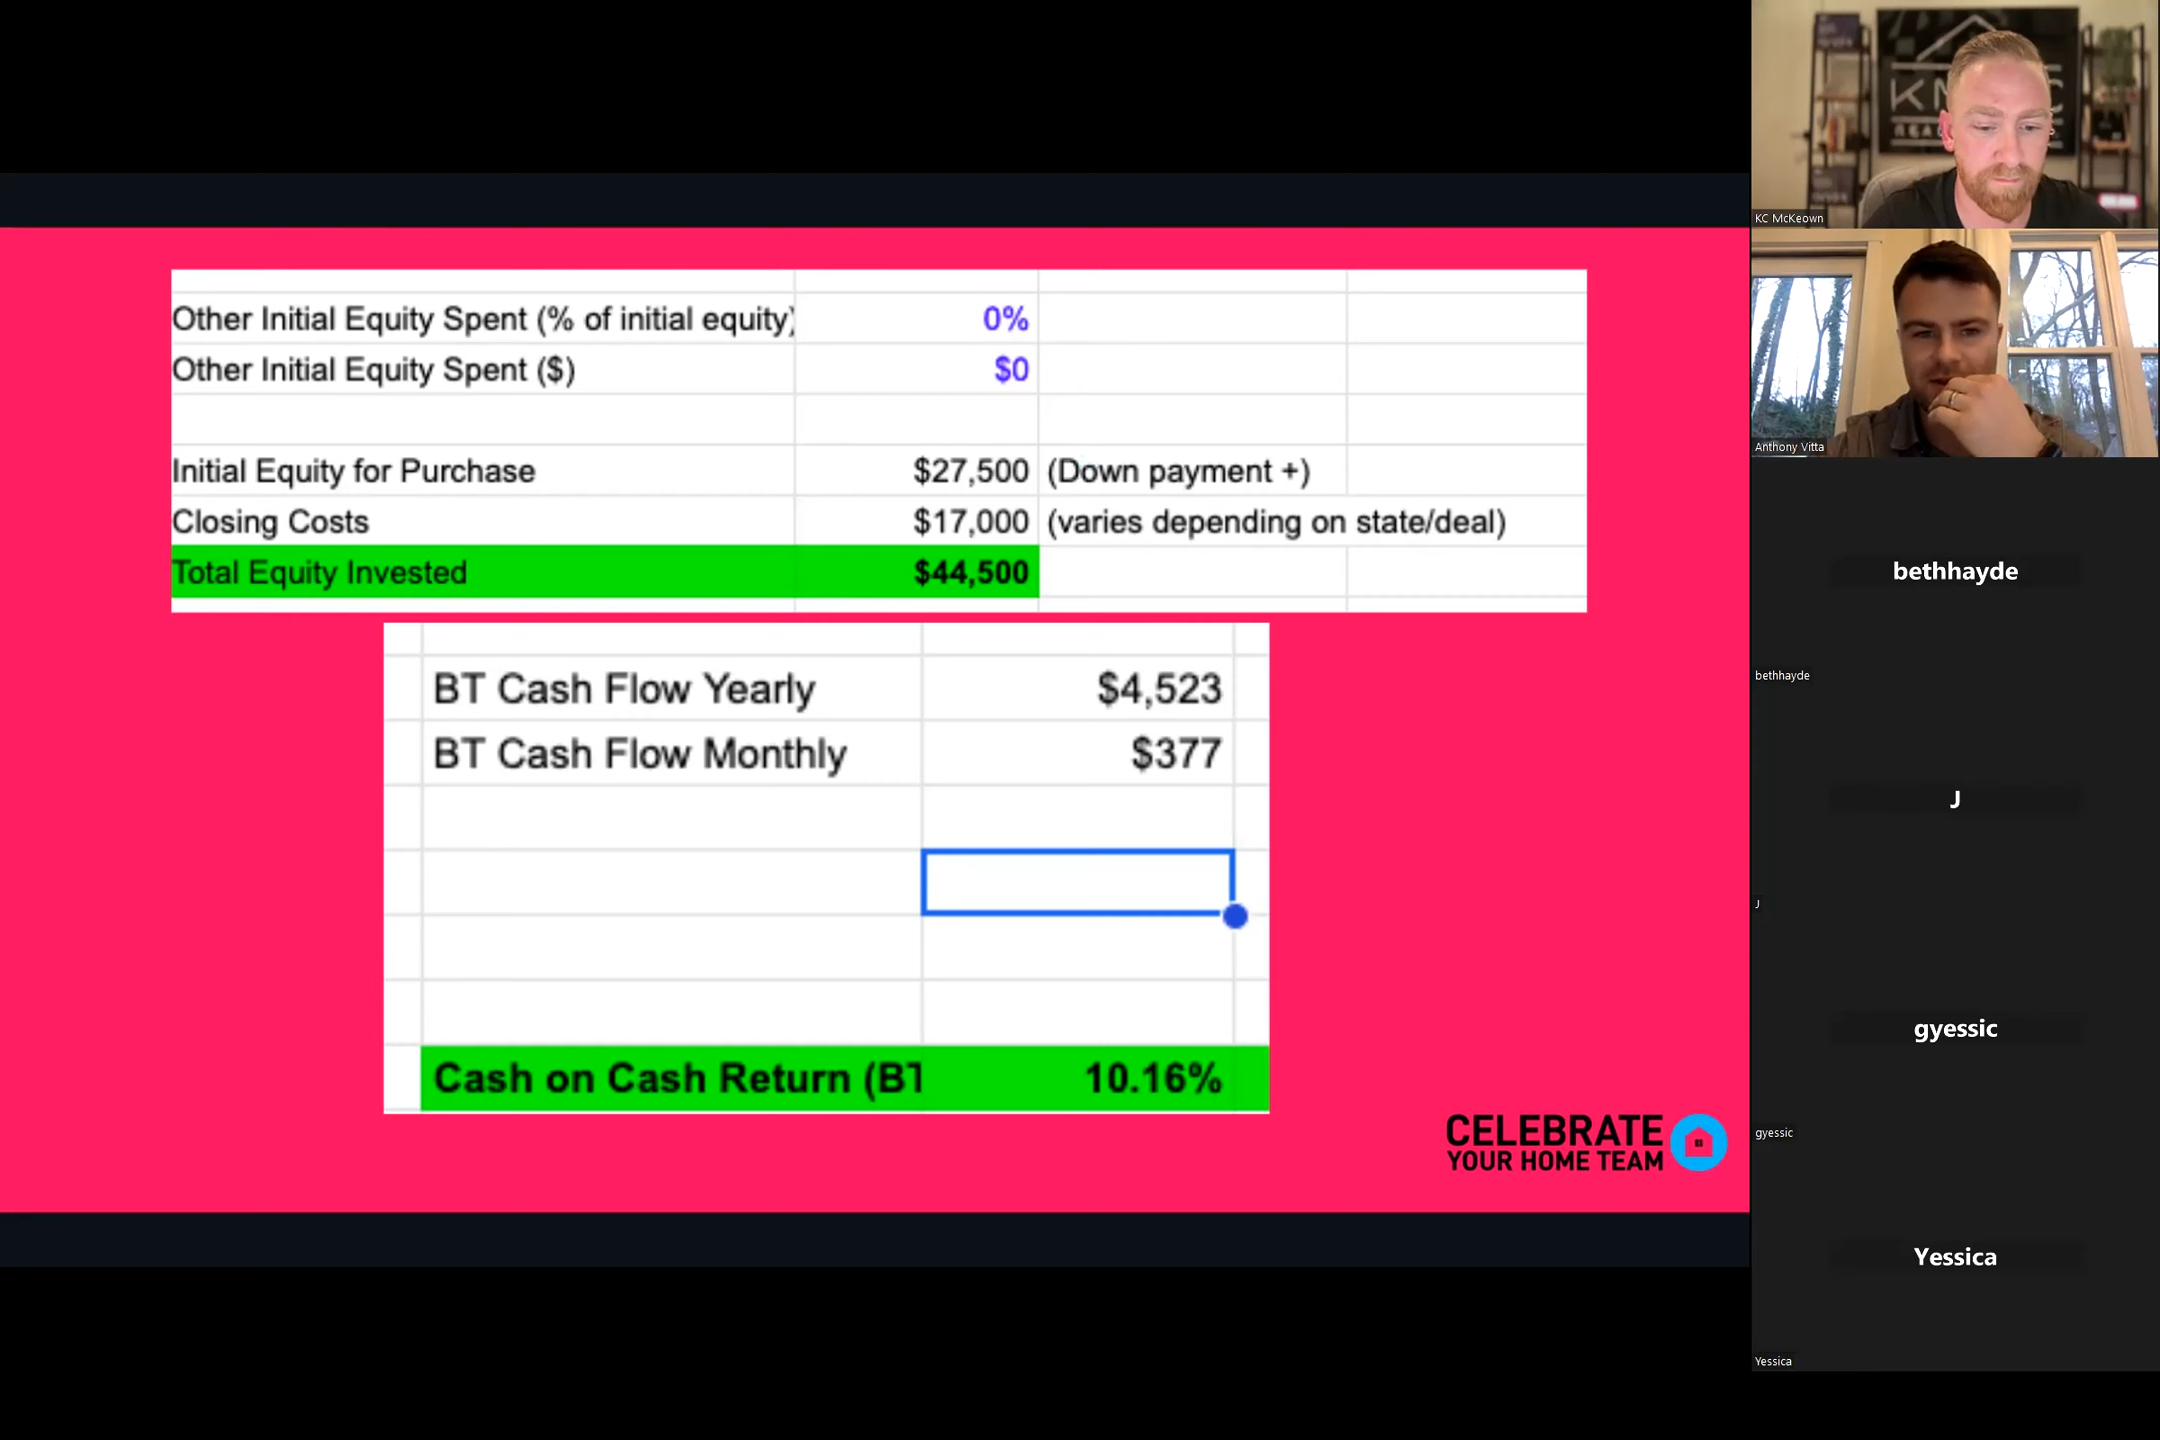 Other Initial Equity Spent (% of initial equity) 0%
Other Initial Equity Spent ($) $0
Initial Equity for Purchase $27,500 (Down payment +)
Closing Costs $17,000 (varies depending on state/deal)
Total Equity Invested $44,500
BT Cash Flow Yearly $4,523
BT Cash Flow Monthly $377
Cash on Cash Return (BT 10.16%
CELEBRATE
YOUR HOME TEAM
KC McKeown
Anthony Vitta
bethhayde
bethhayde
J
J
gyessic
gyessic
Yessica
Yessica